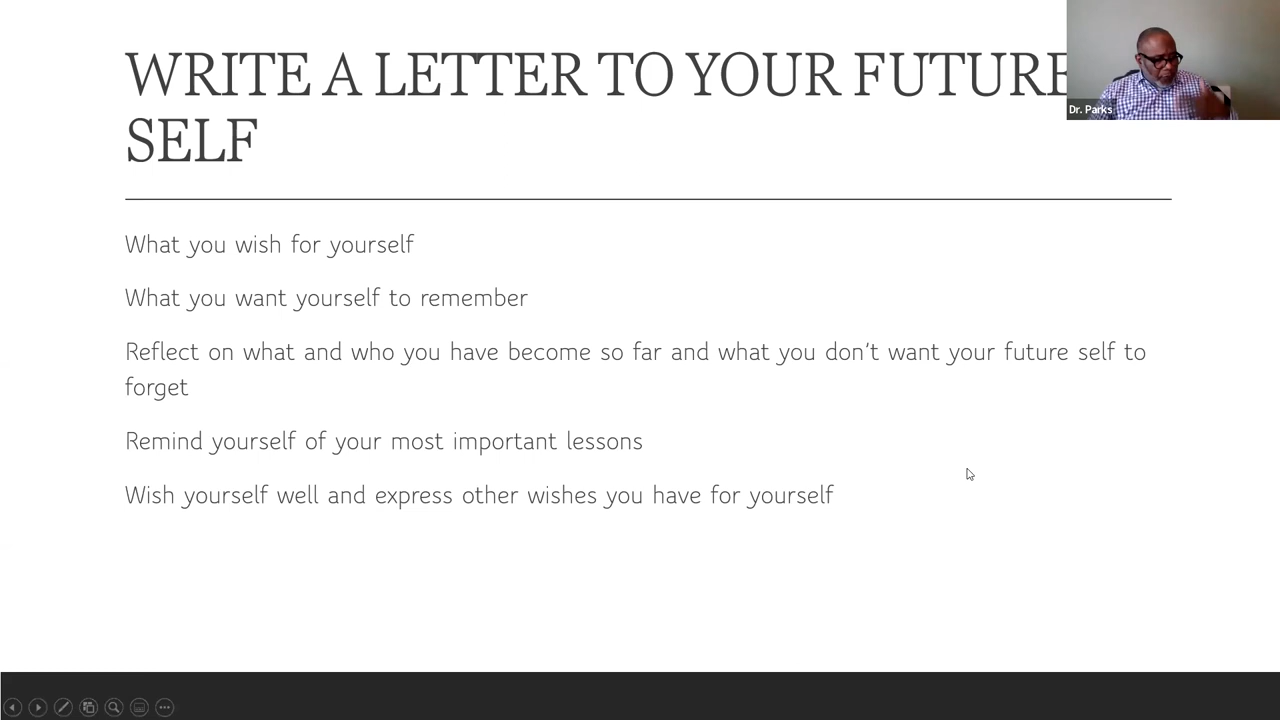 WRITE A LETTER TO YOUR FUTURE
SELF
Dr. Parks
What you wish for yourself
What you want yourself to remember
Reflect on what and who you have become so far and what you don't want your future self to
forget
Remind yourself of your most important lessons
Wish yourself well and express other wishes you have for yourself